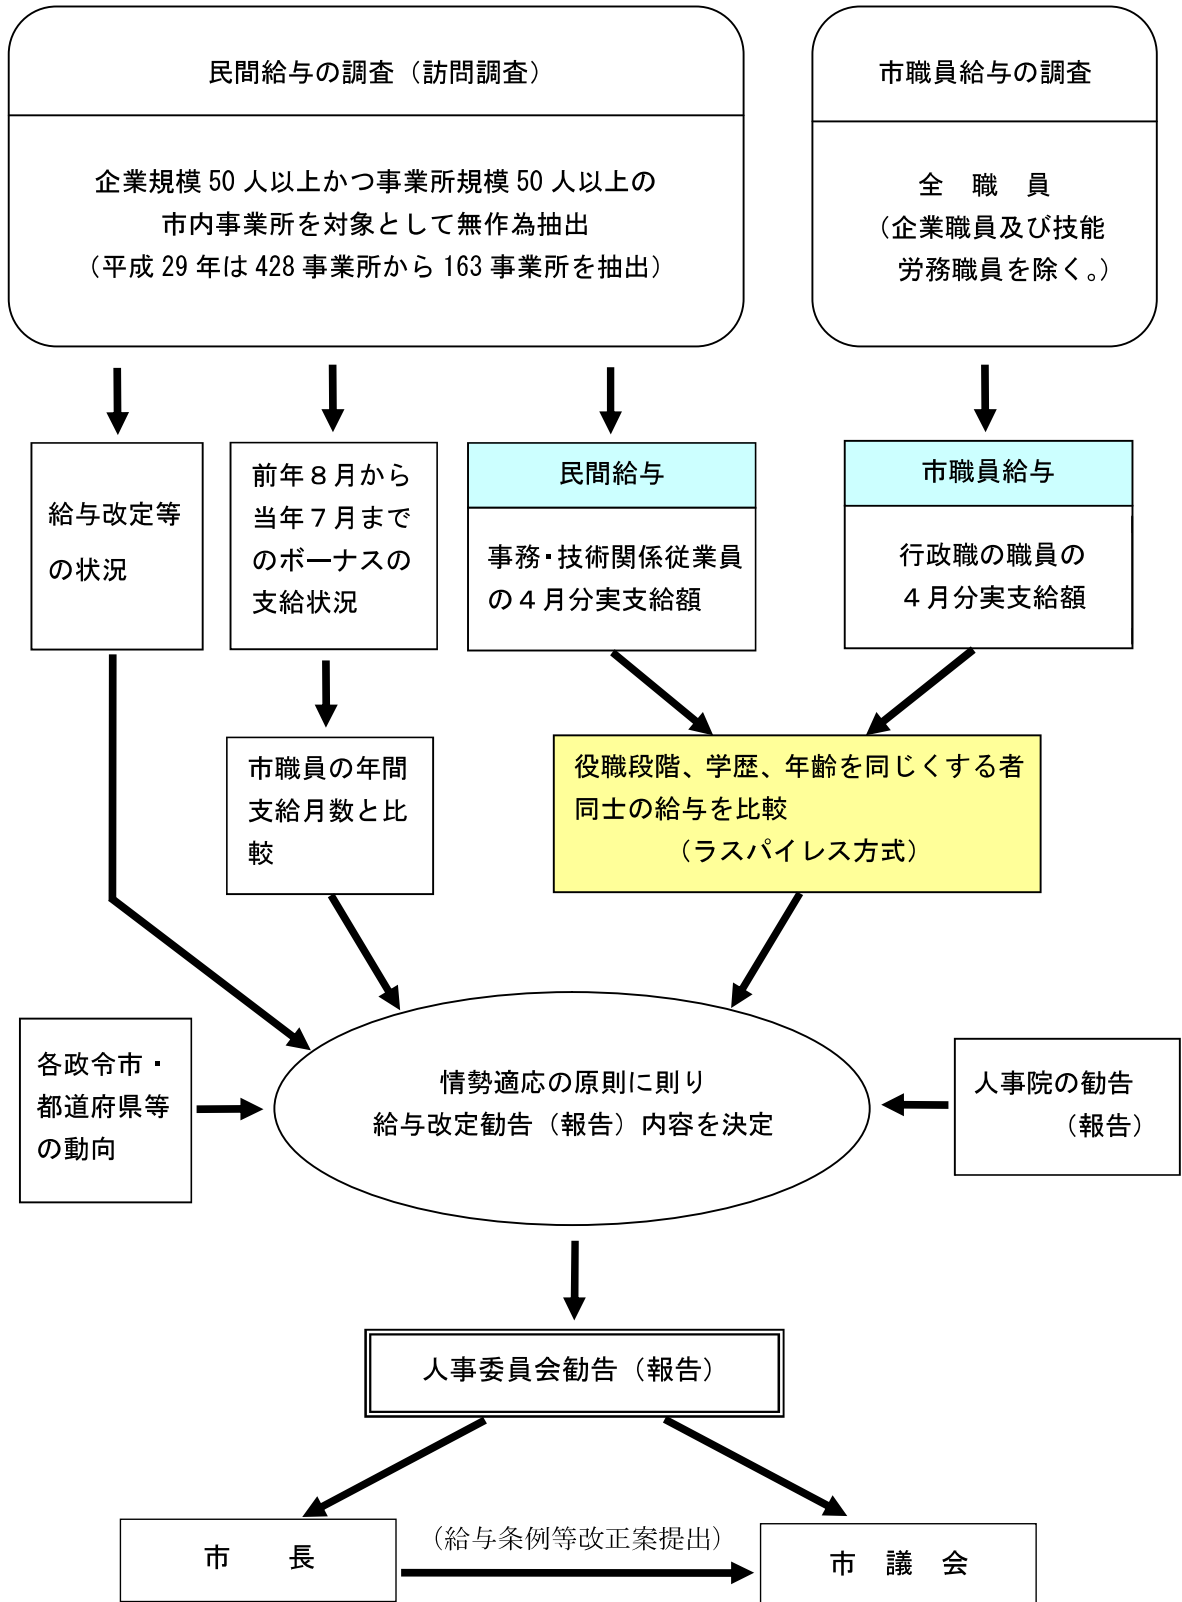 民間給与の調査（訪問調査）
企業規模 50 人以上かつ事業所規模 50 人以上の
市内事業所を対象として無作為抽出
（平成 29 年は 428 事業所から 163 事業所を抽出）
市職員給与の調査
全　職　員
（企業職員及び技能
労務職員を除く。）
給与改定等
の状況
前年８月から
当年７月まで
のボーナスの
支給状況
民間給与
事務・技術関係従業員
の４月分実支給額
市職員給与
行政職の職員の
４月分実支給額
市職員の年間
支給月数と比
較
役職段階、学歴、年齢を同じくする者
同士の給与を比較
（ラスパイレス方式）
各政令市・
都道府県等
の動向
情勢適応の原則に則り
給与改定勧告（報告）内容を決定
人事院の勧告
（報告）
人事委員会勧告（報告）
市　　長
（給与条例等改正案提出）
市　議　会